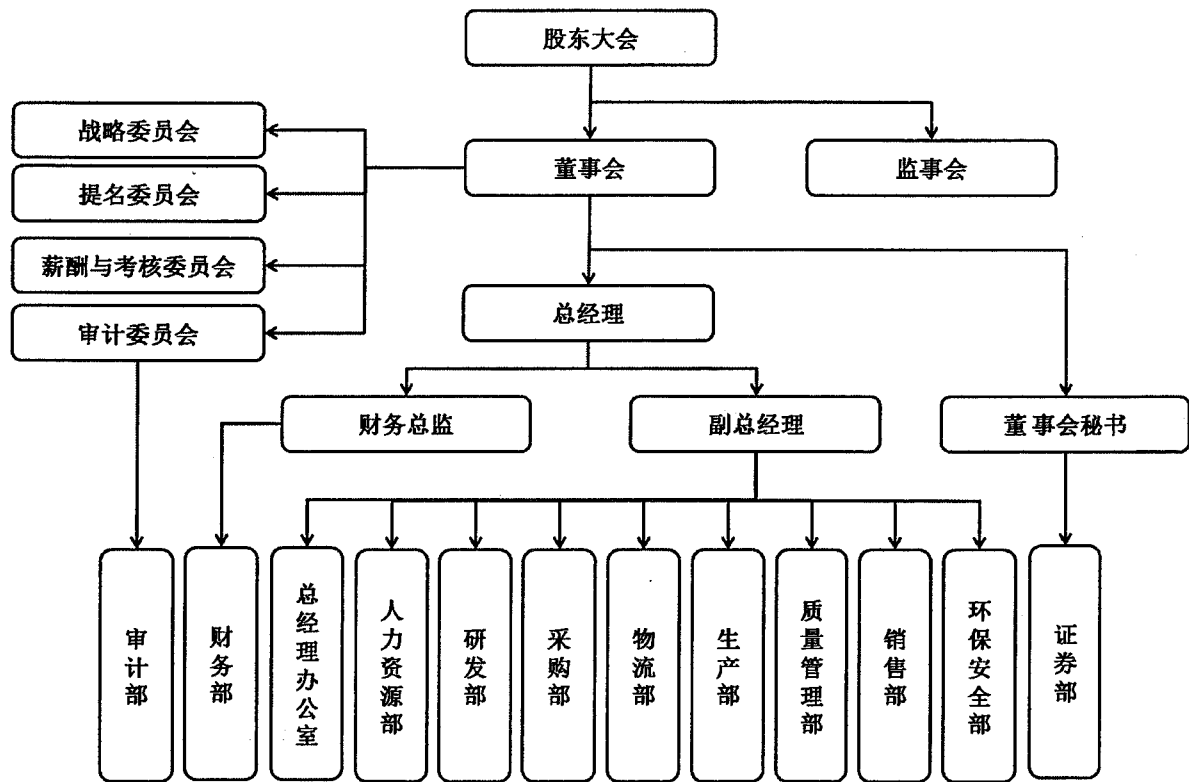 股东大会
战略委员会
董事会
监事会
提名委员会
薪酬与考核委员会
总经理
审计委员会
财务总监
副总经理
董事会秘书
审计部
财务部
总经理办公室
人力资源部
研发部
采购部
物流部
生产部
质量管理部
销售部
环保安全部
证券部